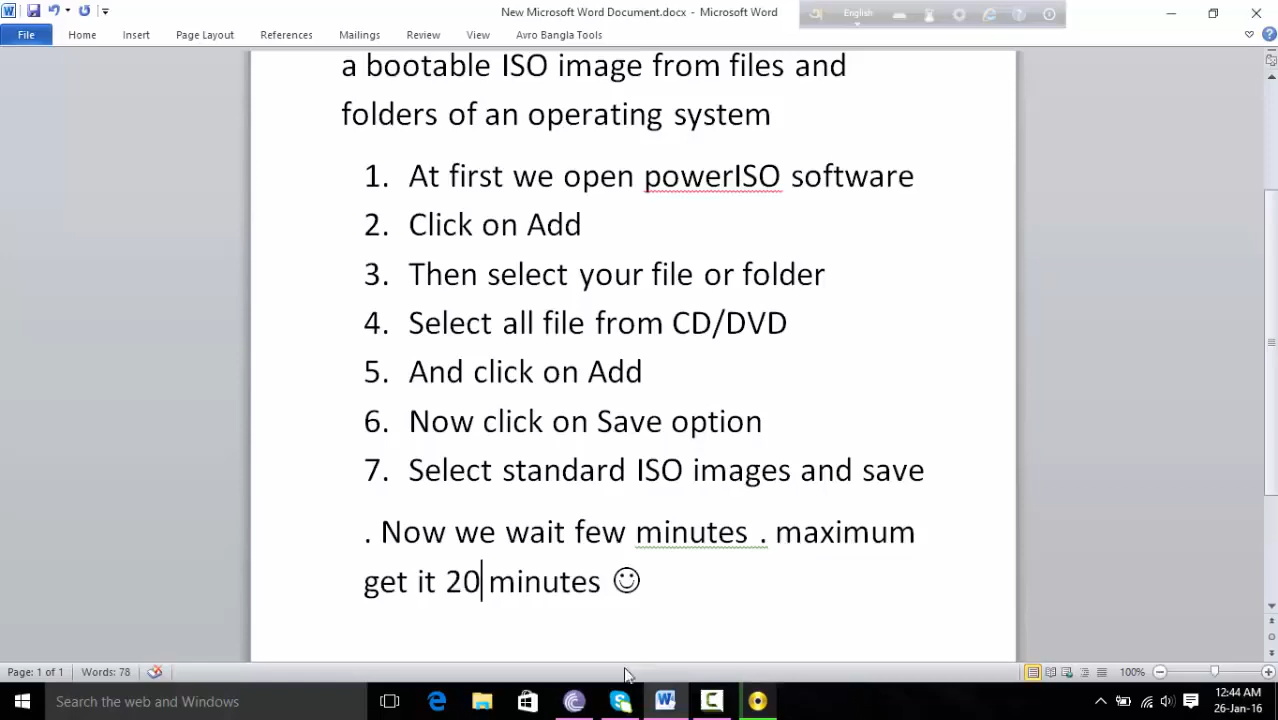 New Microsoft Word Document.docx - Microsoft Word
English
File Home Insert Page Layout References Mailings Review View Avro Bangla Tools
a bootable ISO image from files and
folders of an operating system
1. At first we open powerISO software
2. Click on Add
3. Then select your file or folder
4. Select all file from CD/DVD
5. And click on Add
6. Now click on Save option
7. Select standard ISO images and save
. Now we wait few minutes . maximum
get it 20 minutes ☺
Page: 1 of 1 Words: 78 100%
Search the web and Windows
12:44 AM
26-Jan-16